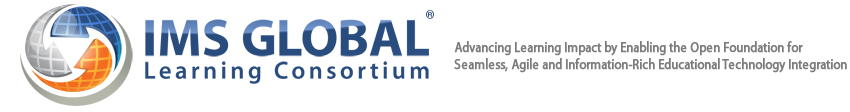 IMS GLOBAL®
Learning Consortium
Advancing Learning Impact by Enabling the Open Foundation for
Seamless, Agile and Information-Rich Educational Technology Integration